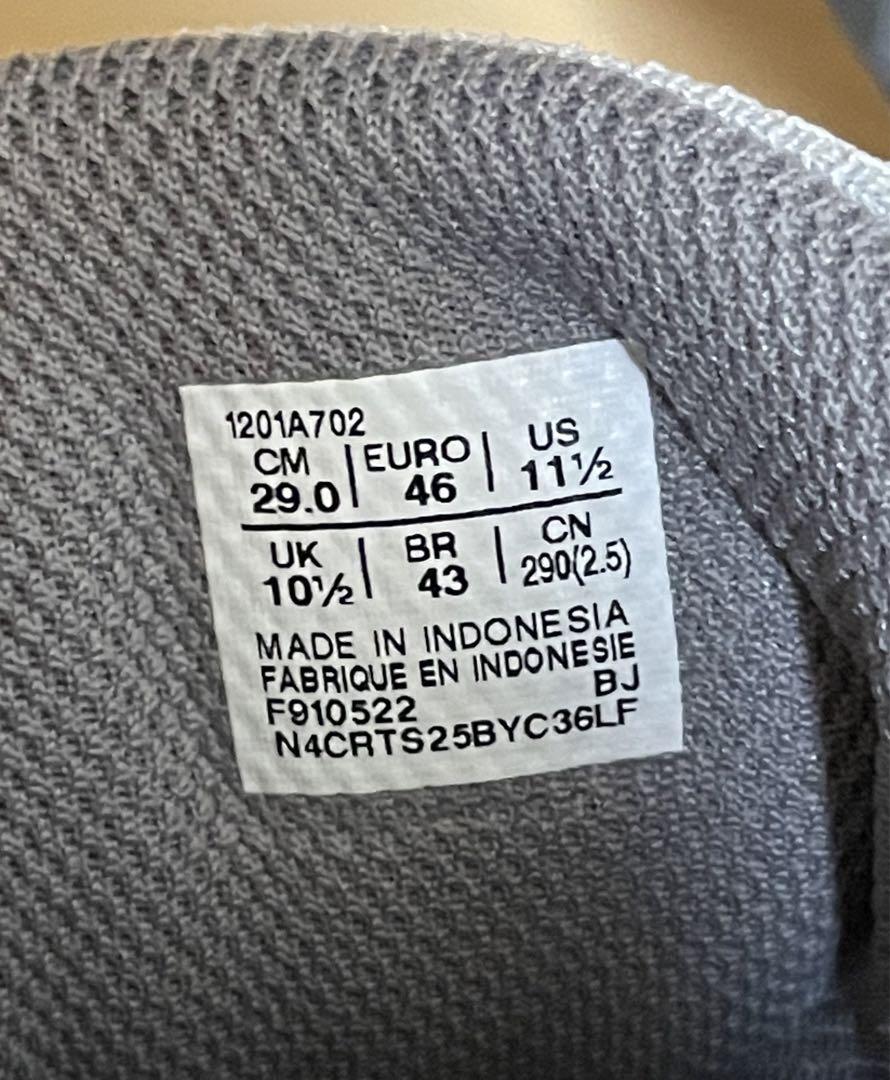 1201A702
CM | EURO | US
29.0 | 46 | 11½
UK | BR | CN
10½ | 43 | 290(2.5)
MADE IN INDONESIA
FABRIQUE EN INDONESIE
F910522 BJ
N4CRTS25BYC36LF